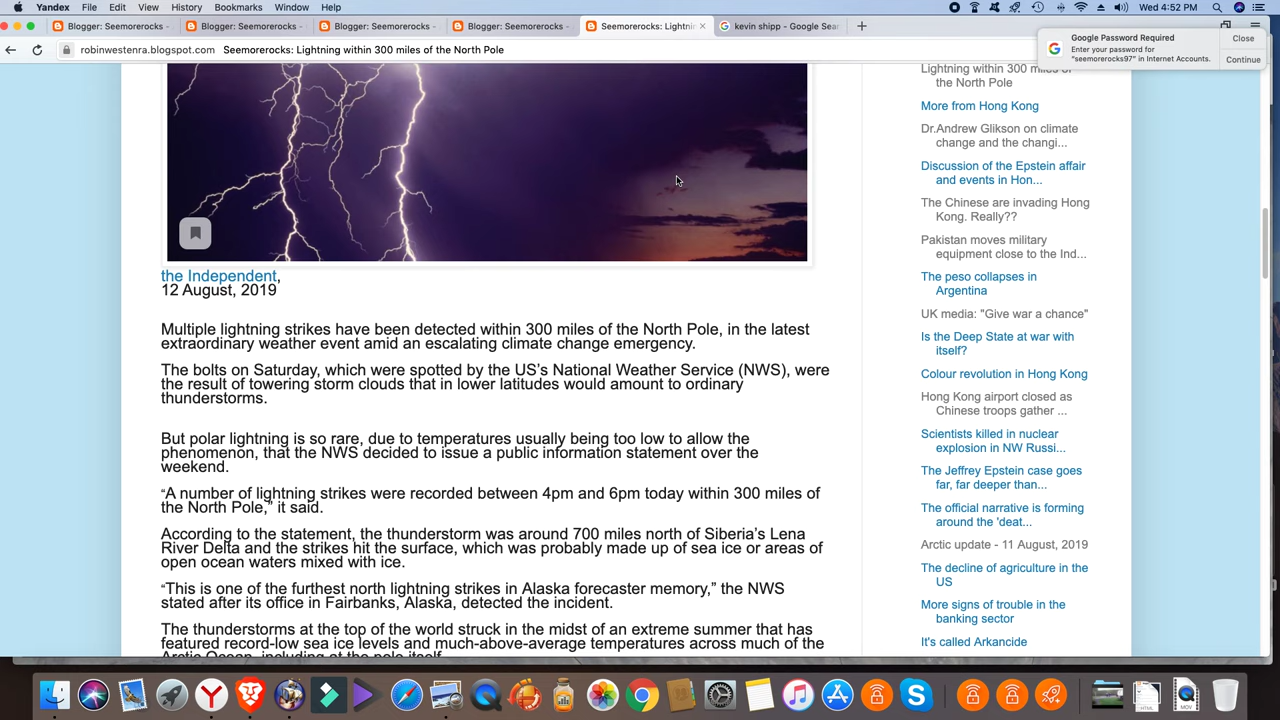 Yandex File Edit View History Bookmarks Window Help Wed 4:52 PM
Blogger: Seemorerocks - Blogger: Seemorerocks - Blogger: Seemorerocks - Blogger: Seemorerocks - Seemorerocks: Lightnin kevin shipp - Google Sear
robinwestenra.blogspot.com Seemorerocks: Lightning within 300 miles of the North Pole
Google Password Required
Enter your password for
"seemorerocks97" in Internet Accounts.
Close
Continue
the Independent,
12 August, 2019
Multiple lightning strikes have been detected within 300 miles of the North Pole, in the latest
extraordinary weather event amid an escalating climate change emergency.
The bolts on Saturday, which were spotted by the US's National Weather Service (NWS), were
the result of towering storm clouds that in lower latitudes would amount to ordinary
thunderstorms.
But polar lightning is so rare, due to temperatures usually being too low to allow the
phenomenon, that the NWS decided to issue a public information statement over the
weekend.
“A number of lightning strikes were recorded between 4pm and 6pm today within 300 miles of
the North Pole,” it said.
According to the statement, the thunderstorm was around 700 miles north of Siberia's Lena
River Delta and the strikes hit the surface, which was probably made up of sea ice or areas of
open ocean waters mixed with ice.
“This is one of the furthest north lightning strikes in Alaska forecaster memory,” the NWS
stated after its office in Fairbanks, Alaska, detected the incident.
The thunderstorms at the top of the world struck in the midst of an extreme summer that has
featured record-low sea ice levels and much-above-average temperatures across much of the
Arctic Ocean, including at the pole itself.
Lightning within 300 miles of
the North Pole
More from Hong Kong
Dr.Andrew Glikson on climate
change and the changi...
Discussion of the Epstein affair
and events in Hon...
The Chinese are invading Hong
Kong. Really??
Pakistan moves military
equipment close to the Ind...
The peso collapses in
Argentina
UK media: "Give war a chance"
Is the Deep State at war with
itself?
Colour revolution in Hong Kong
Hong Kong airport closed as
Chinese troops gather ...
Scientists killed in nuclear
explosion in NW Russi...
The Jeffrey Epstein case goes
far, far deeper than...
The official narrative is forming
around the 'deat...
Arctic update - 11 August, 2019
The decline of agriculture in the
US
More signs of trouble in the
banking sector
It's called Arkancide